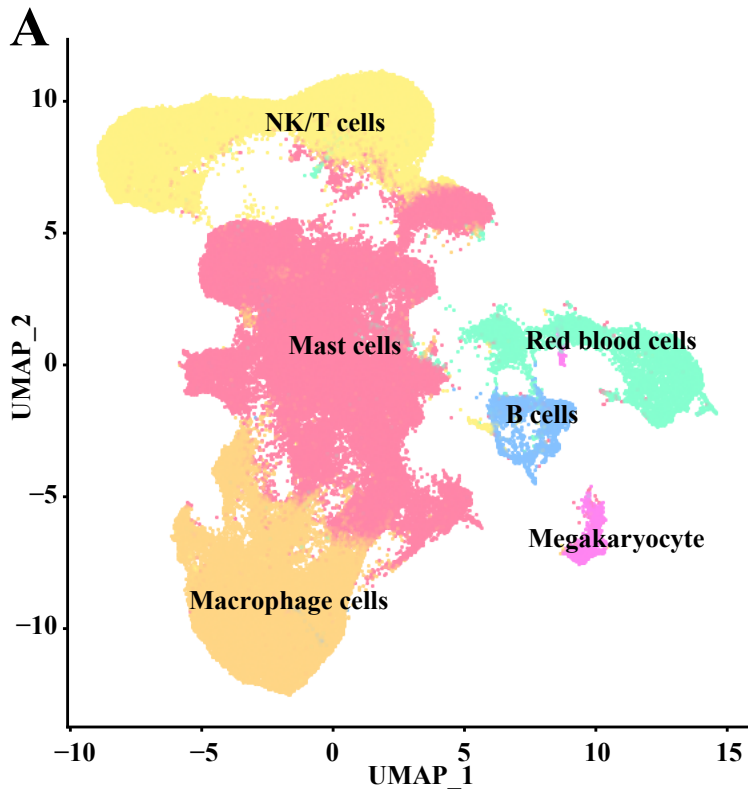 A
NK/T cells
Mast cells
Red blood cells
B cells
Megakaryocyte
Macrophage cells
UMAP_2
10
5
0
−5
−10
−10
−5
0
5
10
15
UMAP_1